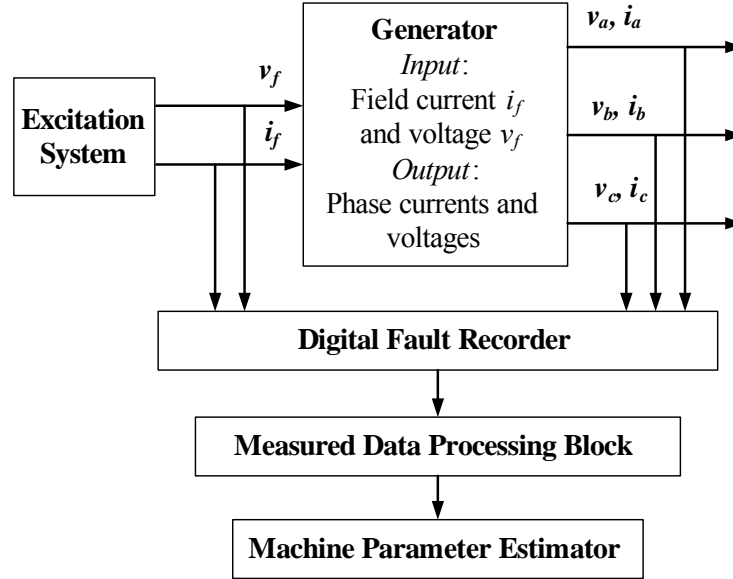 Excitation
System
v_f
i_f
Generator
Input:
Field current i_f
and voltage v_f
Output:
Phase currents and
voltages
v_a, i_a
v_b, i_b
v_c, i_c
Digital Fault Recorder
Measured Data Processing Block
Machine Parameter Estimator